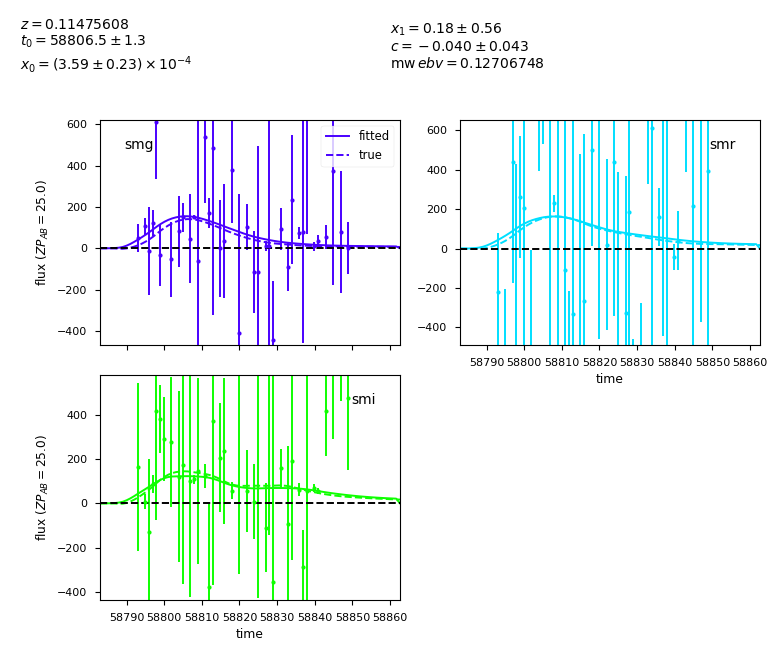 z = 0.11475608
t₀ = 58806.5 ± 1.3
x₀ = (3.59 ± 0.23) × 10⁻⁴
x₁ = 0.18 ± 0.56
c = −0.040 ± 0.043
mw ebv = 0.12706748
600
400
200
0
−200
−400
flux (ZP_AB = 25.0)
smg
fitted
true
600
400
200
0
−200
−400
smr
58790 58800 58810 58820 58830 58840 58850 58860
time
400
200
0
−200
−400
flux (ZP_AB = 25.0)
smi
58790 58800 58810 58820 58830 58840 58850 58860
time